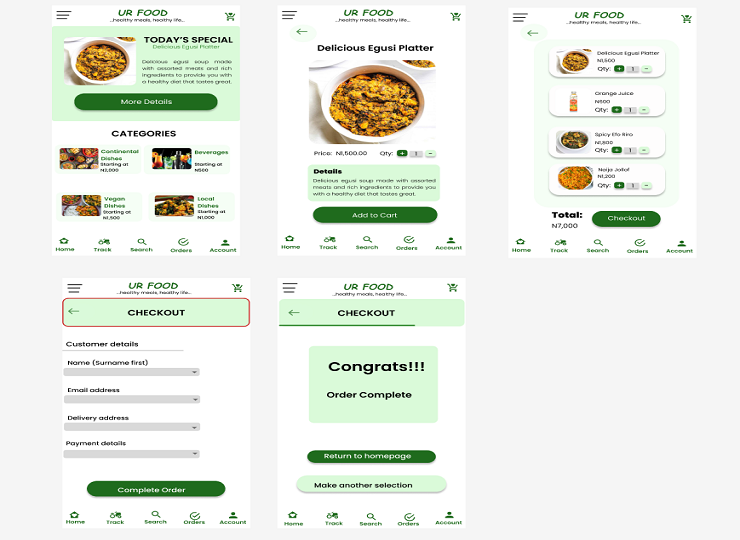 UR FOOD
...healthy meals, healthy life...
TODAY'S SPECIAL
Delicious Egusi Platter
Delicious egusi soup made
with assorted meats and rich
ingredients to provide you with
a healthy diet that tastes great.
More Details
CATEGORIES
Continental
Dishes
Starting at
N2,000
Beverages
Starting at
N500
Vegan
Dishes
Starting at
N1,500
Local
Dishes
Starting at
N1,000
Home Track Search Orders Account
UR FOOD
...healthy meals, healthy life...
Delicious Egusi Platter
Price: N1,500.00 Qty: + 1 -
Details
Delicious egusi soup made with assorted
meats and rich ingredients to provide you
with a healthy diet that tastes great.
Add to Cart
Home Track Search Orders Account
UR FOOD
...healthy meals, healthy life...
Delicious Egusi Platter
N1,500
Qty: + 1 -
Orange Juice
N500
Qty: + 1 -
Spicy Efo Riro
Qty: + 1 -
Naija Jollof
N1,200
Qty: + 1 -
Total:
N7,000
Checkout
Home Track Search Orders Account
UR FOOD
...healthy meals, healthy life...
CHECKOUT
Customer details
Name (Surname first)
Email address
Delivery address
Payment details
Complete Order
Home Track Search Orders Account
UR FOOD
...healthy meals, healthy life...
CHECKOUT
Congrats!!!
Order Complete
Return to homepage
Make another selection
Home Track Search Orders Account